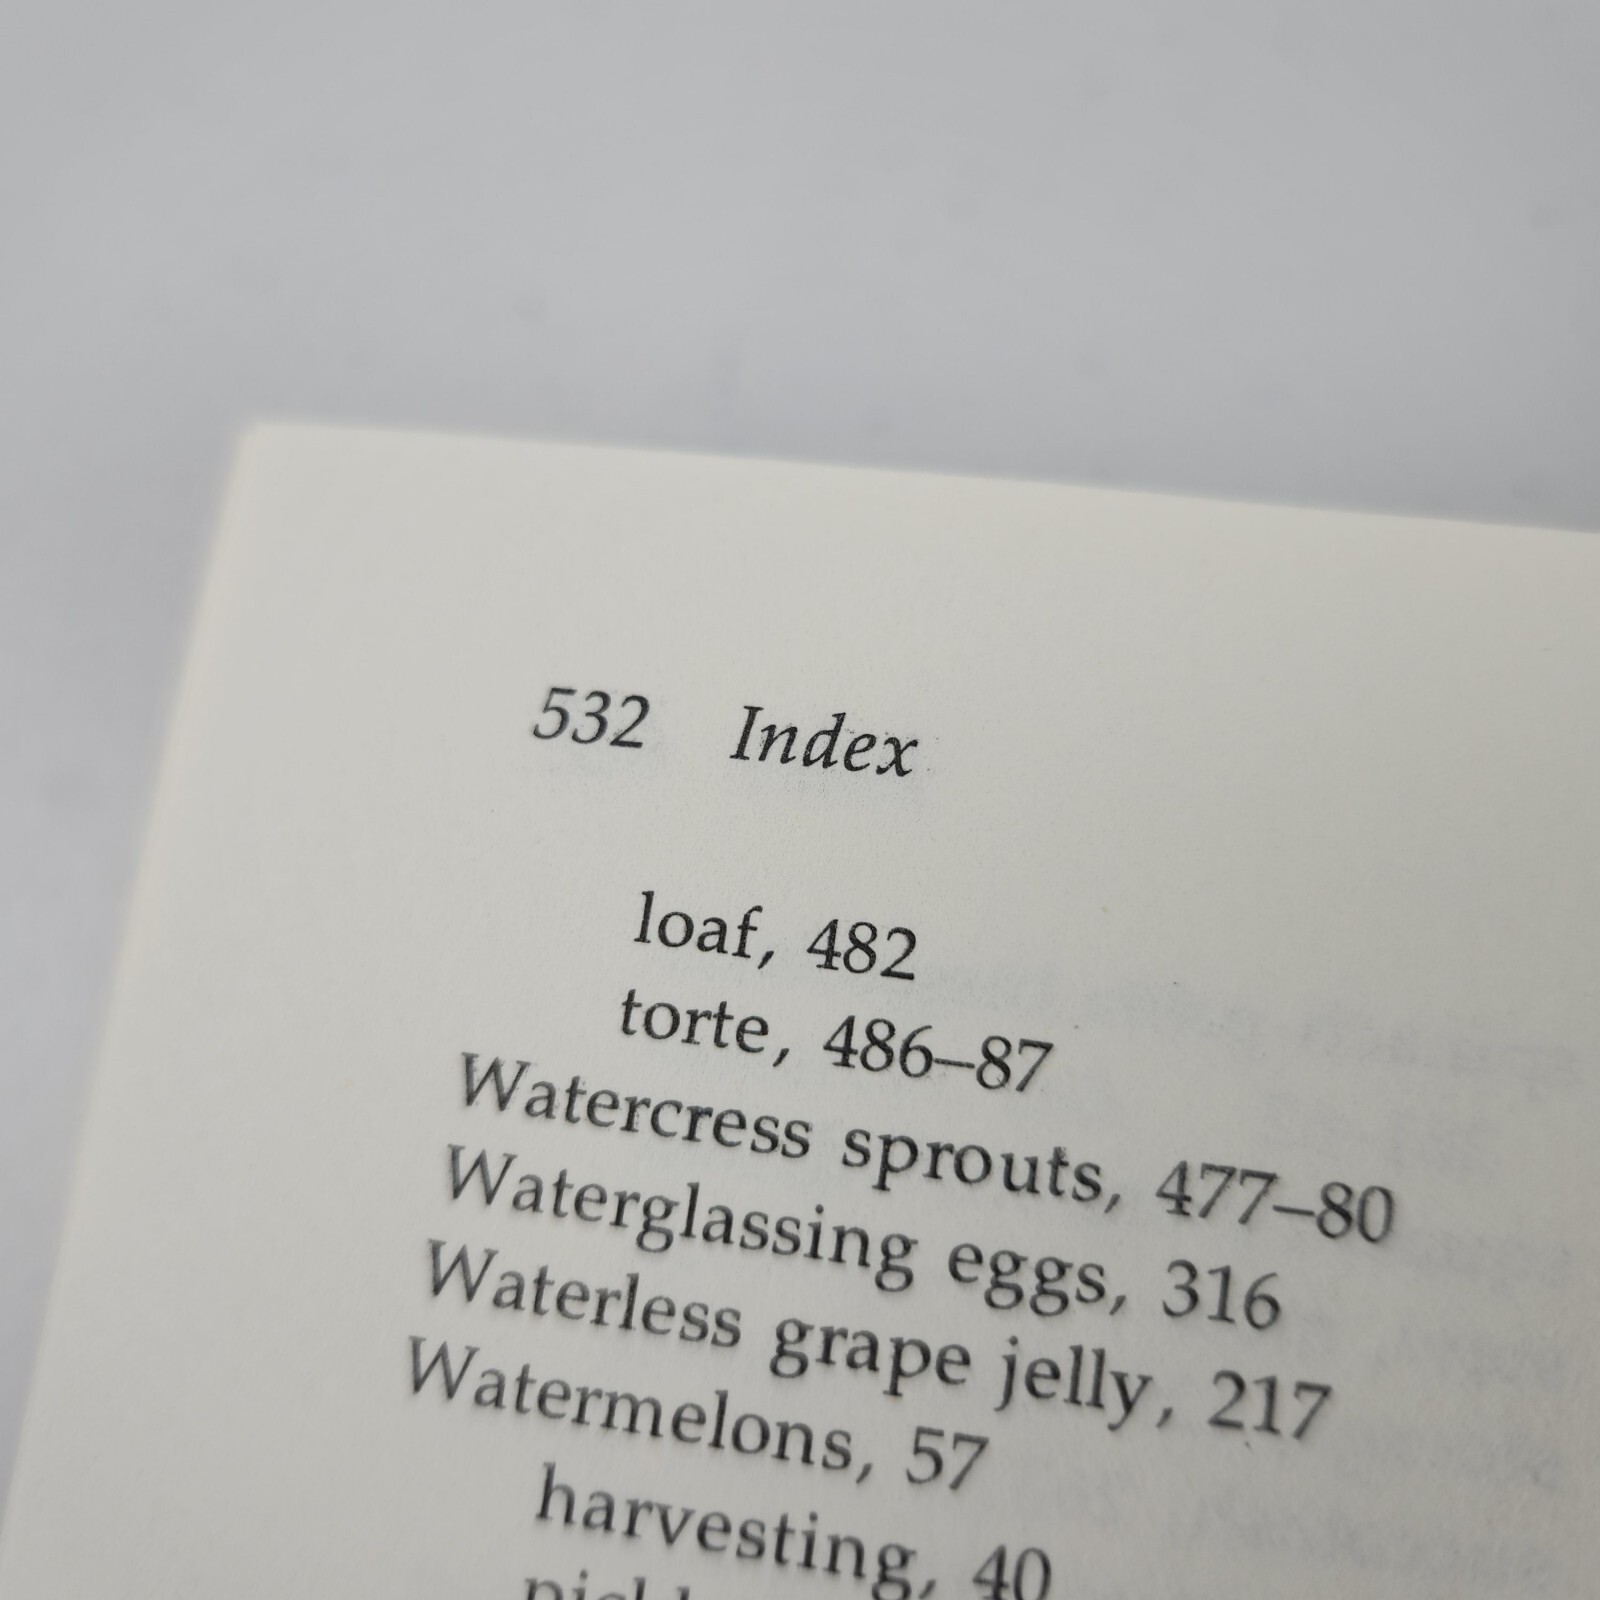 532 Index
loaf, 482
torte, 486–87
Watercress sprouts, 477–80
Waterglassing eggs, 316
Waterless grape jelly, 217
Watermelons, 57
harvesting, 40